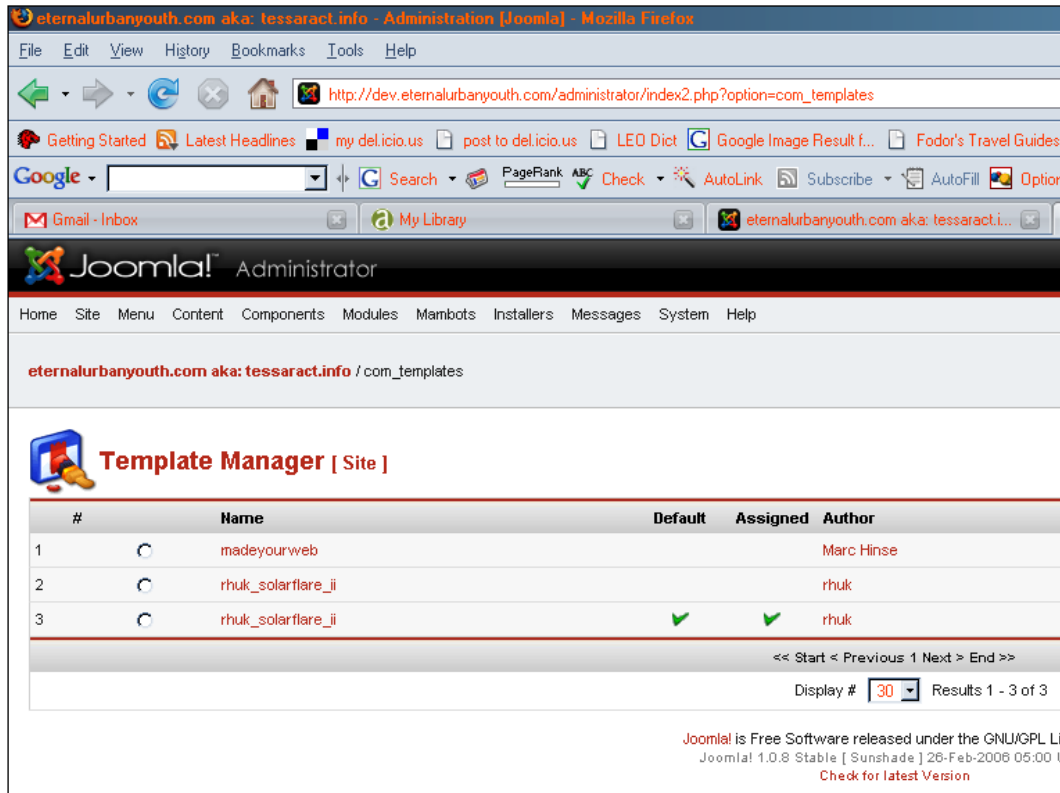 eternalurbanyouth.com aka: tessaract.info - Administration [Joomla] - Mozilla Firefox
File Edit View History Bookmarks Tools Help
http://dev.eternalurbanyouth.com/administrator/index2.php?option=com_templates
Getting Started Latest Headlines my del.icio.us post to del.icio.us LEO Dict G Google Image Result f... Fodor's Travel Guides
Google G Search PageRank ABC Check AutoLink Subscribe AutoFill Option
Gmail - Inbox a My Library eternalurbanyouth.com aka: tessaract.i...
Joomla!™ Administrator
Home Site Menu Content Components Modules Mambots Installers Messages System Help
eternalurbanyouth.com aka: tessaract.info / com_templates
Template Manager [ Site ]
# Name Default Assigned Author
1 madeyourweb Marc Hinse
2 rhuk_solarflare_ii rhuk
3 rhuk_solarflare_ii rhuk
<< Start < Previous 1 Next > End >>
Display # 30 Results 1 - 3 of 3
Joomla! is Free Software released under the GNU/GPL Li
Joomla! 1.0.8 Stable [ Sunshade ] 26-Feb-2006 05:00 U
Check for latest Version